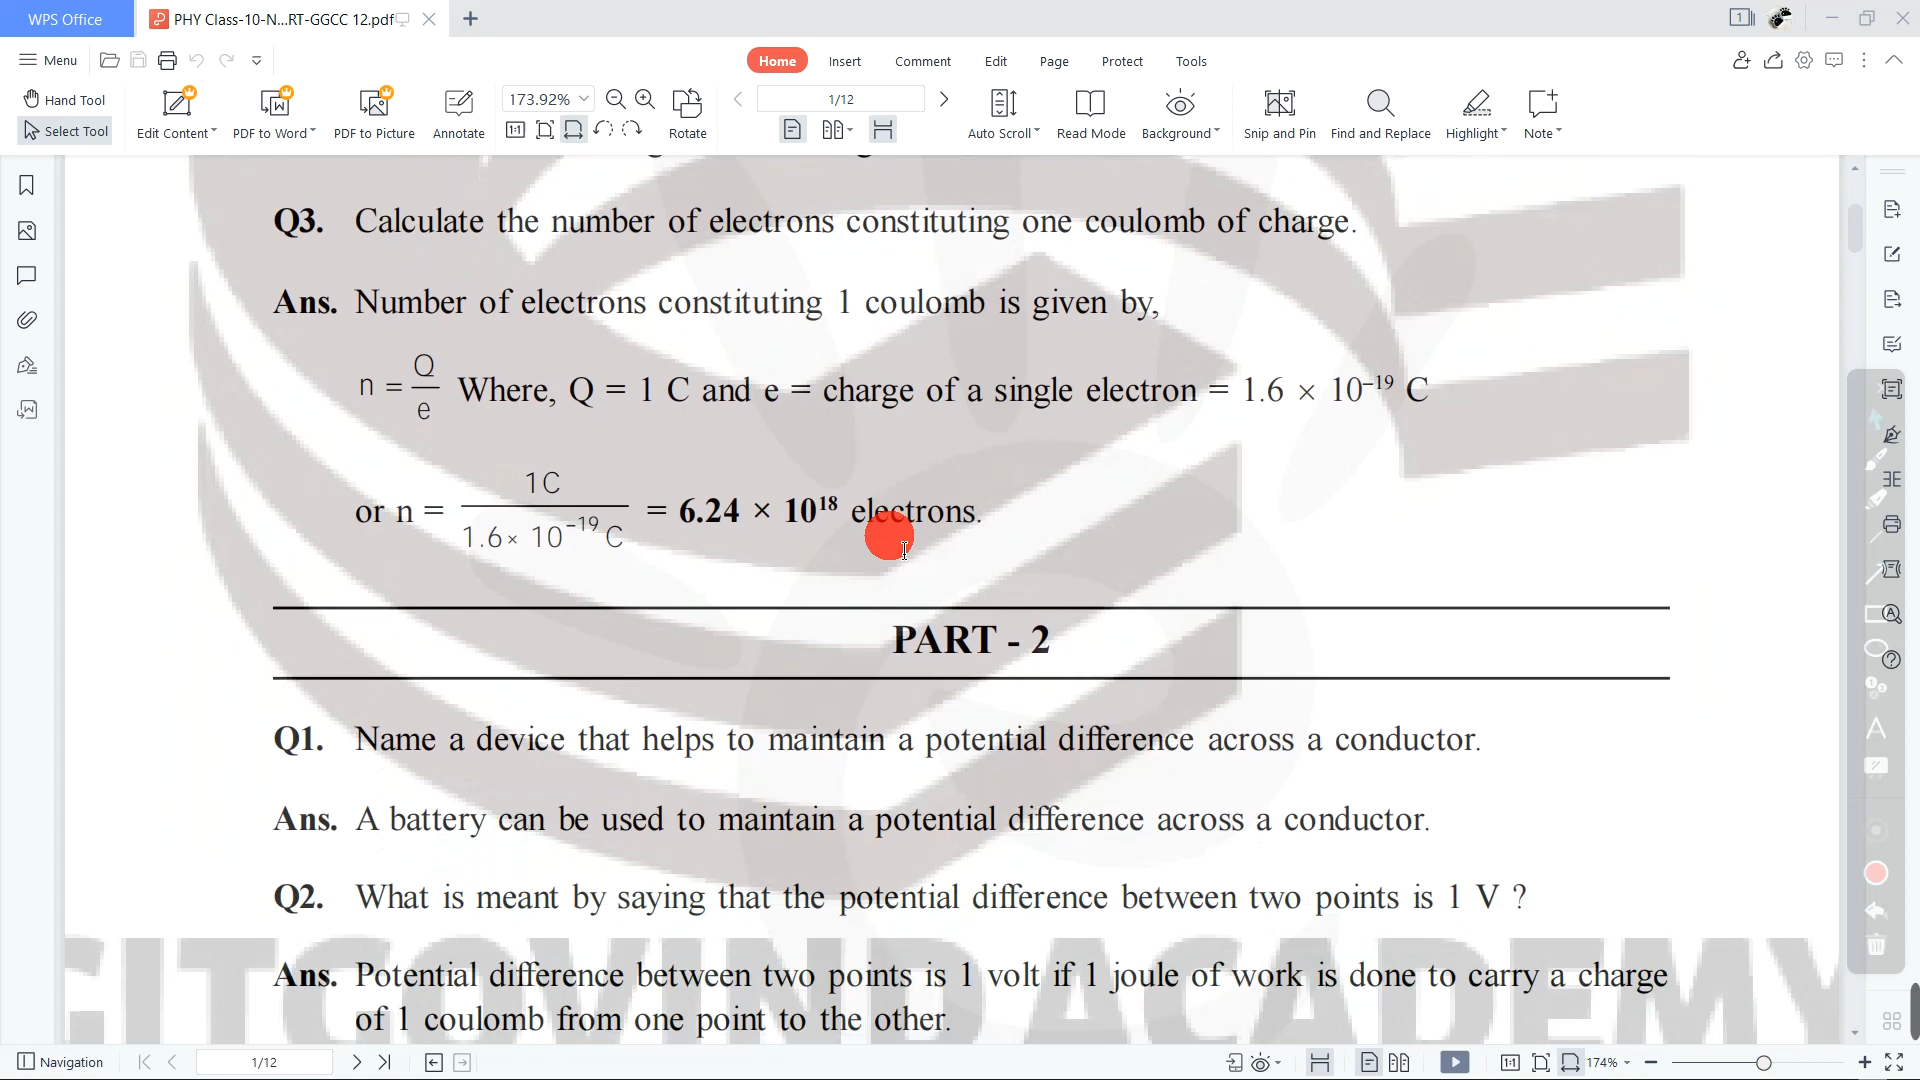 WPS Office
PHY Class-10-N...RT-GGCC 12.pdf
Menu
Home
Insert
Comment
Edit
Page
Protect
Tools
Hand Tool
Select Tool
Edit Content
PDF to Word
PDF to Picture
Annotate
173.92%
Rotate
1/12
Auto Scroll
Read Mode
Background
Snip and Pin
Find and Replace
Highlight
Note
Q3. Calculate the number of electrons constituting one coulomb of charge.
Ans. Number of electrons constituting 1 coulomb is given by,
n = Q/e Where, Q = 1 C and e = charge of a single electron = 1.6 × 10⁻¹⁹ C
or n = 1C / 1.6× 10⁻¹⁹ C = 6.24 × 10¹⁸ electrons.
PART - 2
Q1. Name a device that helps to maintain a potential difference across a conductor.
Ans. A battery can be used to maintain a potential difference across a conductor.
Q2. What is meant by saying that the potential difference between two points is 1 V ?
Ans. Potential difference between two points is 1 volt if 1 joule of work is done to carry a charge
of 1 coulomb from one point to the other.
GITGOVIND ACADEMY
Navigation
1/12
174%